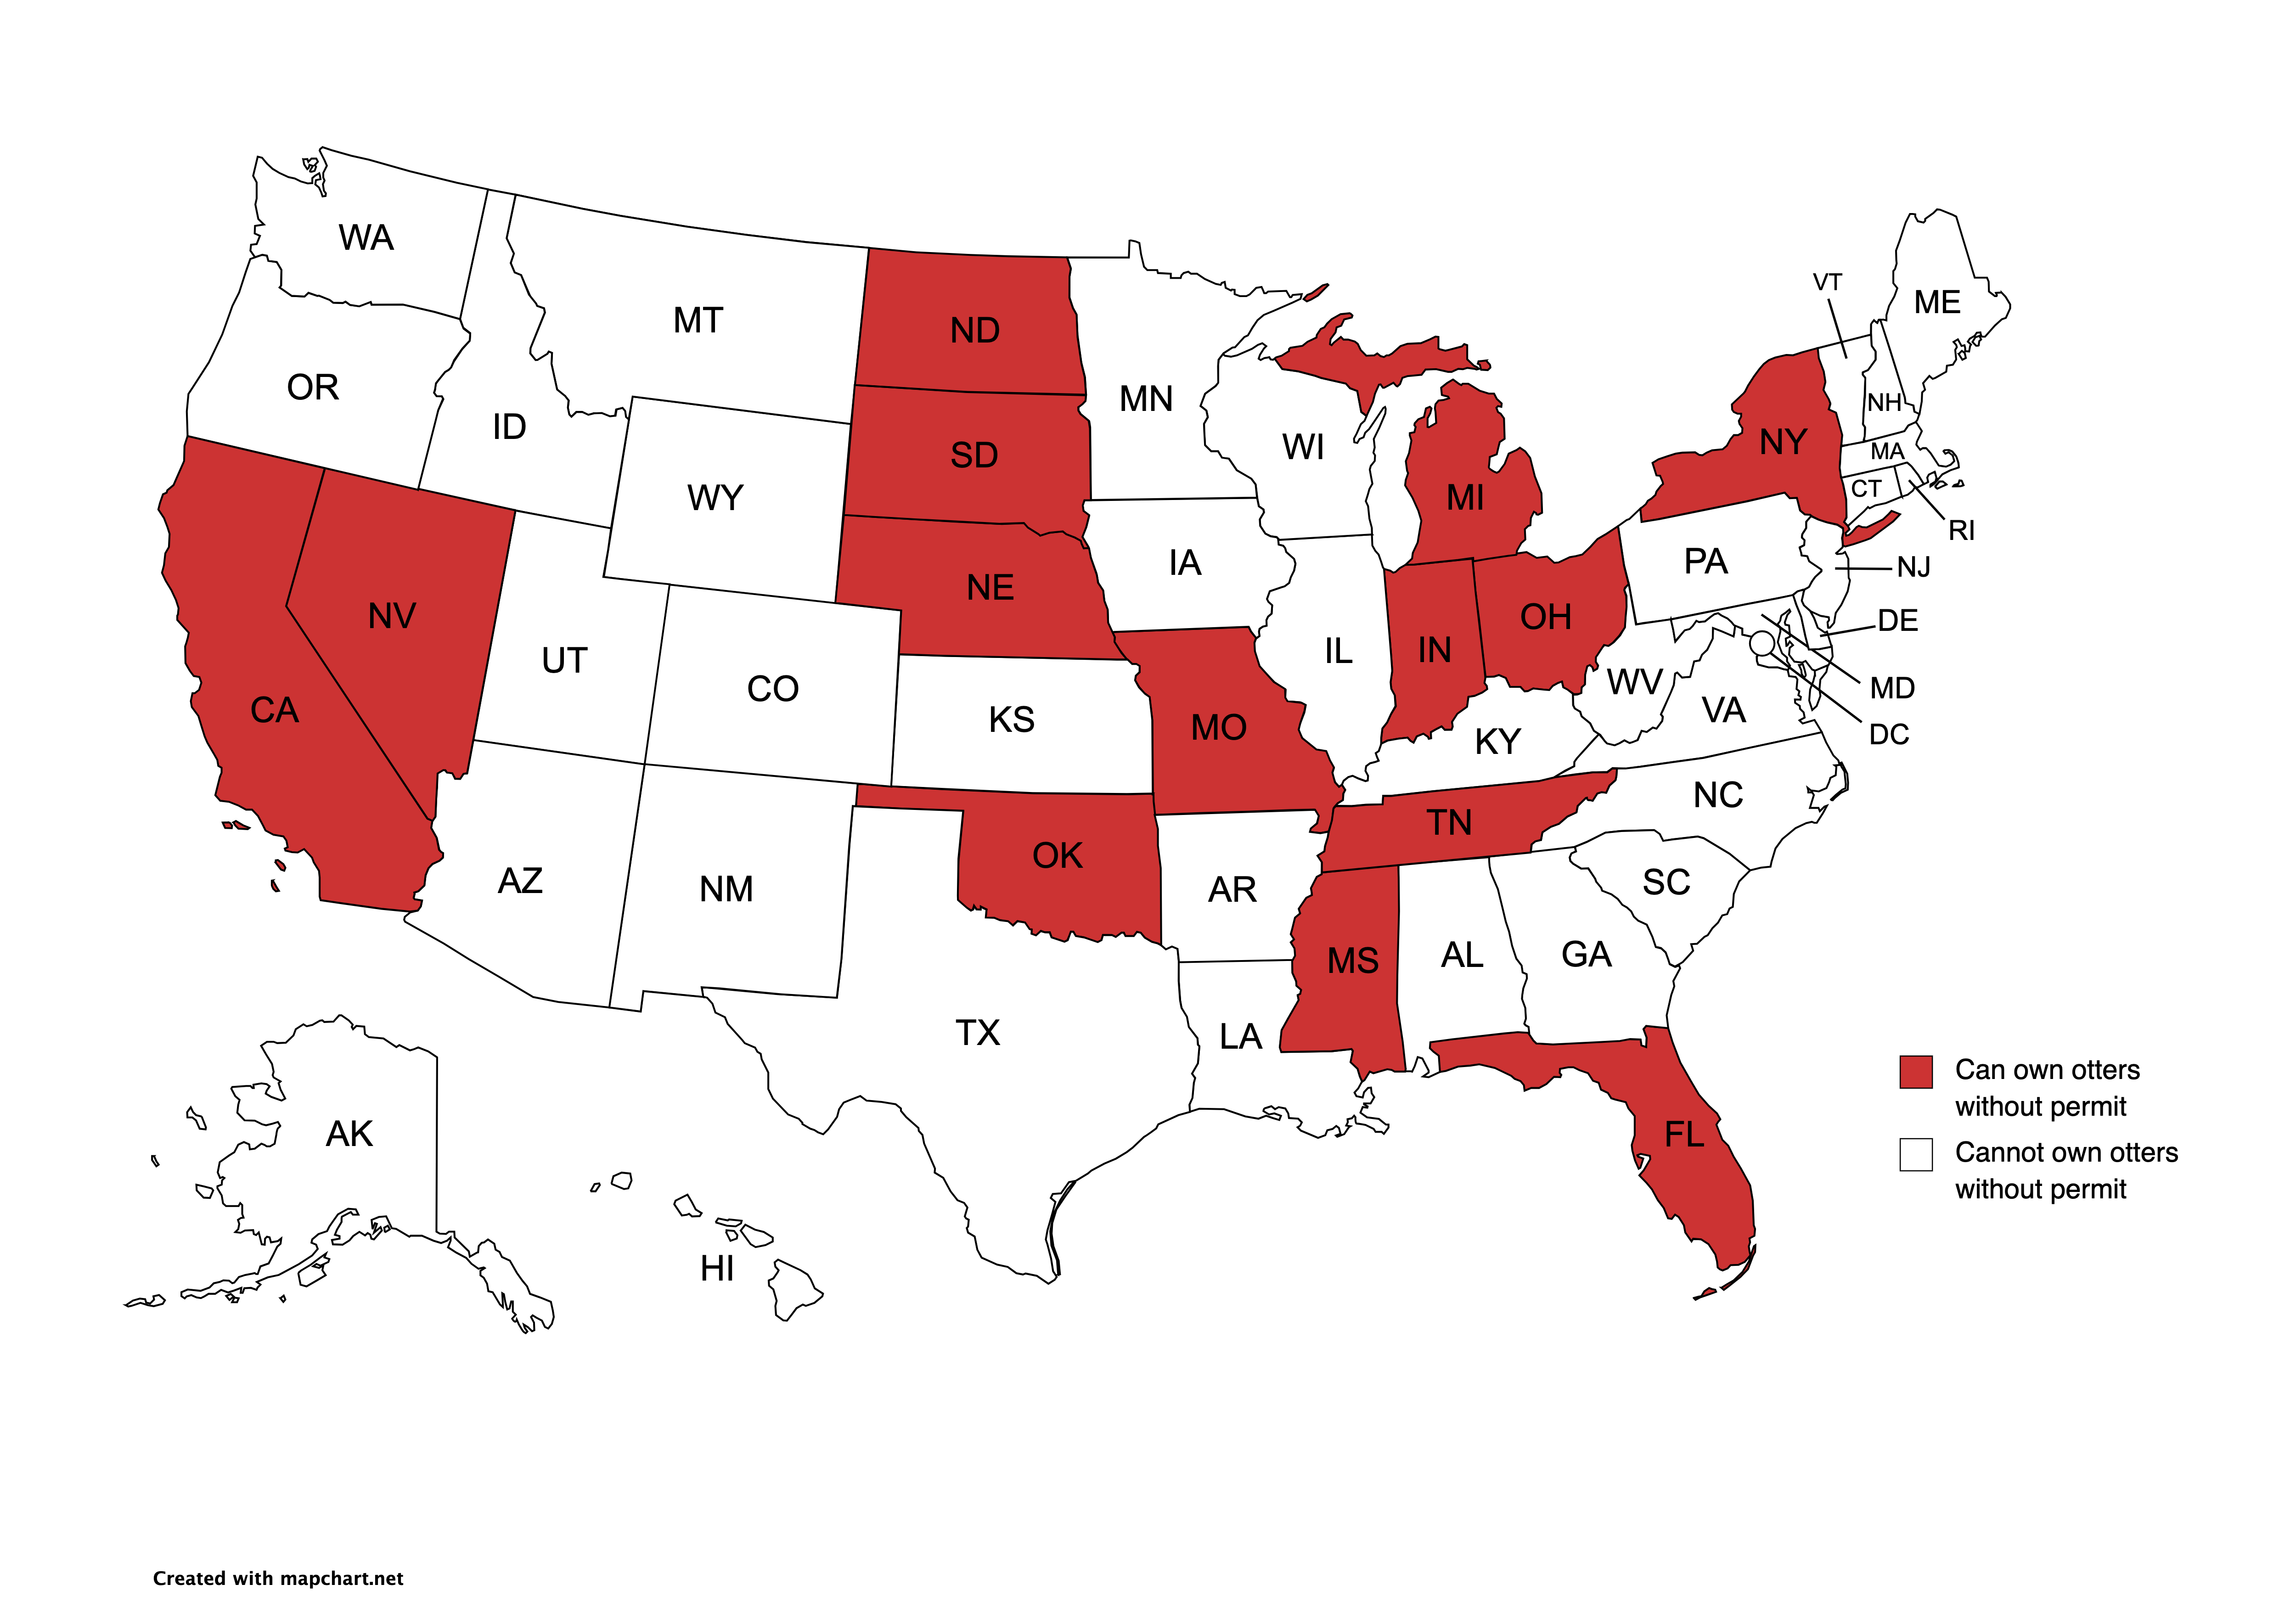 WA
OR
CA
NV
ID
MT
WY
UT
AZ
CO
NM
ND
SD
NE
KS
OK
TX
MN
IA
MO
AR
LA
WI
IL
MI
IN
OH
KY
TN
MS
AL
GA
FL
SC
NC
VA
WV
PA
NY
VT
ME
NH
MA
CT
RI
NJ
DE
MD
DC
AK
HI
Can own otters
without permit
Cannot own otters
without permit
Created with mapchart.net